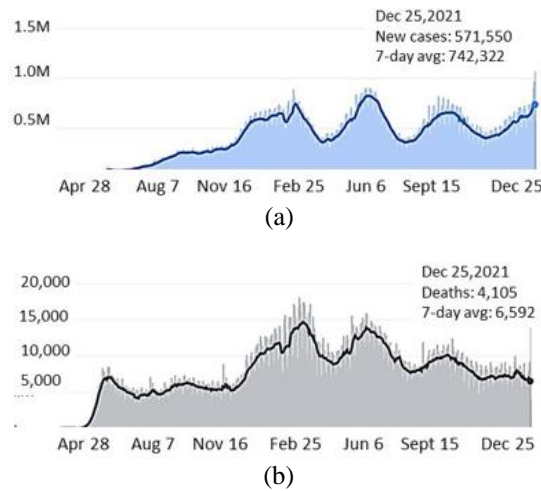 Dec 25,2021
New cases: 571,550
7-day avg: 742,322
1.5M
1.0M
0.5M
Apr 28 Aug 7 Nov 16 Feb 25 Jun 6 Sept 15 Dec 25
(a)
Dec 25,2021
Deaths: 4,105
7-day avg: 6,592
20,000
15,000
10,000
5,000
Apr 28 Aug 7 Nov 16 Feb 25 Jun 6 Sept 15 Dec 25
(b)